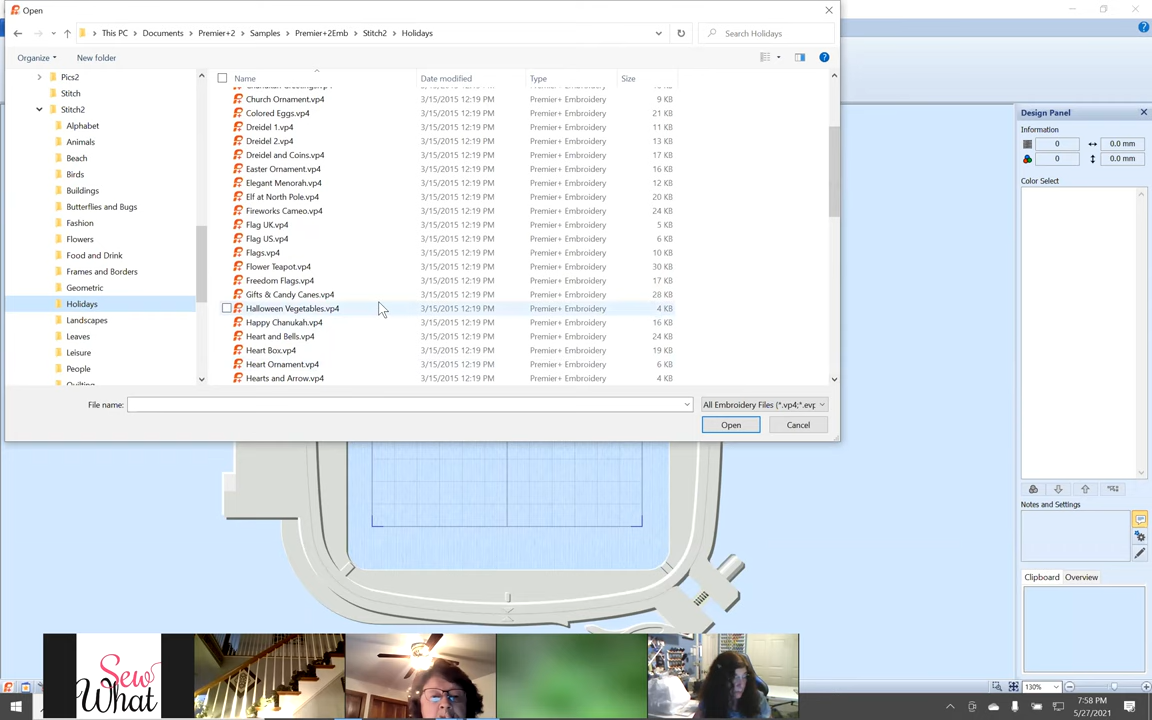 Open
This PC > Documents > Premier+2 > Samples > Premier+2Emb > Stitch2 > Holidays
Search Holidays
Organize
New folder
Pics2
Stitch
Stitch2
Alphabet
Animals
Beach
Birds
Buildings
Butterflies and Bugs
Fashion
Flowers
Food and Drink
Frames and Borders
Geometric
Holidays
Landscapes
Leaves
Leisure
People
Quilting
Name Date modified Type Size
Church Ornament.vp4 3/15/2015 12:19 PM Premier+ Embroidery 9 KB
Colored Eggs.vp4 3/15/2015 12:19 PM Premier+ Embroidery 21 KB
Dreidel 1.vp4 3/15/2015 12:19 PM Premier+ Embroidery 11 KB
Dreidel 2.vp4 3/15/2015 12:19 PM Premier+ Embroidery 13 KB
Dreidel and Coins.vp4 3/15/2015 12:19 PM Premier+ Embroidery 17 KB
Easter Ornament.vp4 3/15/2015 12:19 PM Premier+ Embroidery 16 KB
Elegant Menorah.vp4 3/15/2015 12:19 PM Premier+ Embroidery 12 KB
Elf at North Pole.vp4 3/15/2015 12:19 PM Premier+ Embroidery 20 KB
Fireworks Cameo.vp4 3/15/2015 12:19 PM Premier+ Embroidery 24 KB
Flag UK.vp4 3/15/2015 12:19 PM Premier+ Embroidery 5 KB
Flag US.vp4 3/15/2015 12:19 PM Premier+ Embroidery 6 KB
Flags.vp4 3/15/2015 12:19 PM Premier+ Embroidery 10 KB
Flower Teapot.vp4 3/15/2015 12:19 PM Premier+ Embroidery 30 KB
Freedom Flags.vp4 3/15/2015 12:19 PM Premier+ Embroidery 17 KB
Gifts & Candy Canes.vp4 3/15/2015 12:19 PM Premier+ Embroidery 28 KB
Halloween Vegetables.vp4 3/15/2015 12:19 PM Premier+ Embroidery 4 KB
Happy Chanukah.vp4 3/15/2015 12:19 PM Premier+ Embroidery 16 KB
Heart and Bells.vp4 3/15/2015 12:19 PM Premier+ Embroidery 24 KB
Heart Box.vp4 3/15/2015 12:19 PM Premier+ Embroidery 19 KB
Heart Ornament.vp4 3/15/2015 12:19 PM Premier+ Embroidery 6 KB
Hearts and Arrow.vp4 3/15/2015 12:19 PM Premier+ Embroidery 4 KB
File name:
All Embroidery Files (*.vp4;*.evp
Open
Cancel
Design Panel
Information
0 0.0 mm
0 0.0 mm
Color Select
Notes and Settings
Clipboard Overview
Sew
What
130%
7:58 PM
5/27/2021